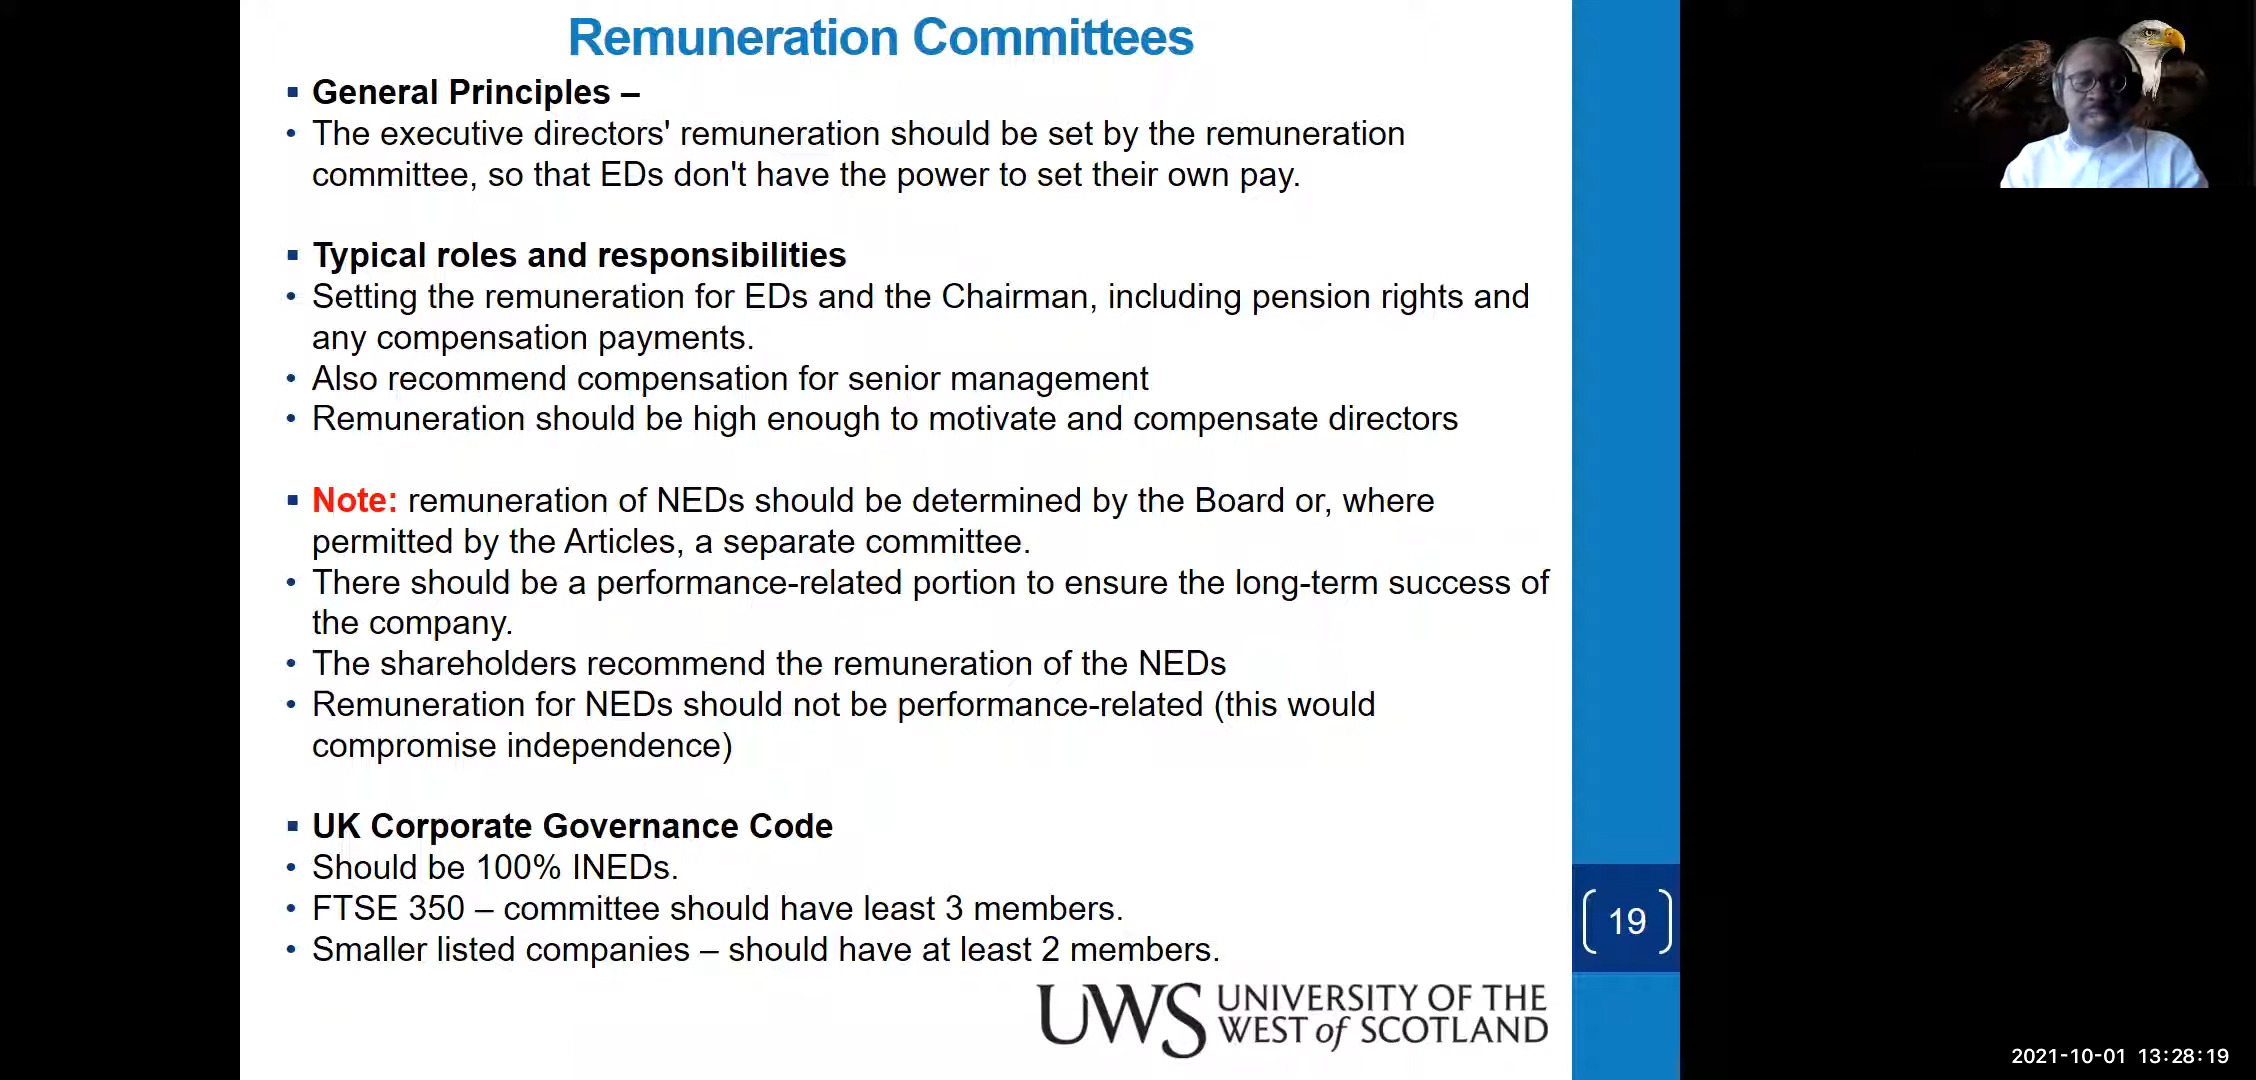 Remuneration Committees
▪ General Principles –
• The executive directors' remuneration should be set by the remuneration
committee, so that EDs don't have the power to set their own pay.
▪ Typical roles and responsibilities
• Setting the remuneration for EDs and the Chairman, including pension rights and
any compensation payments.
• Also recommend compensation for senior management
• Remuneration should be high enough to motivate and compensate directors
▪ Note: remuneration of NEDs should be determined by the Board or, where
permitted by the Articles, a separate committee.
• There should be a performance-related portion to ensure the long-term success of
the company.
• The shareholders recommend the remuneration of the NEDs
• Remuneration for NEDs should not be performance-related (this would
compromise independence)
▪ UK Corporate Governance Code
• Should be 100% INEDs.
• FTSE 350 – committee should have least 3 members.
• Smaller listed companies – should have at least 2 members.
19
UWS UNIVERSITY OF THE
WEST of SCOTLAND
2021-10-01 13:28:19